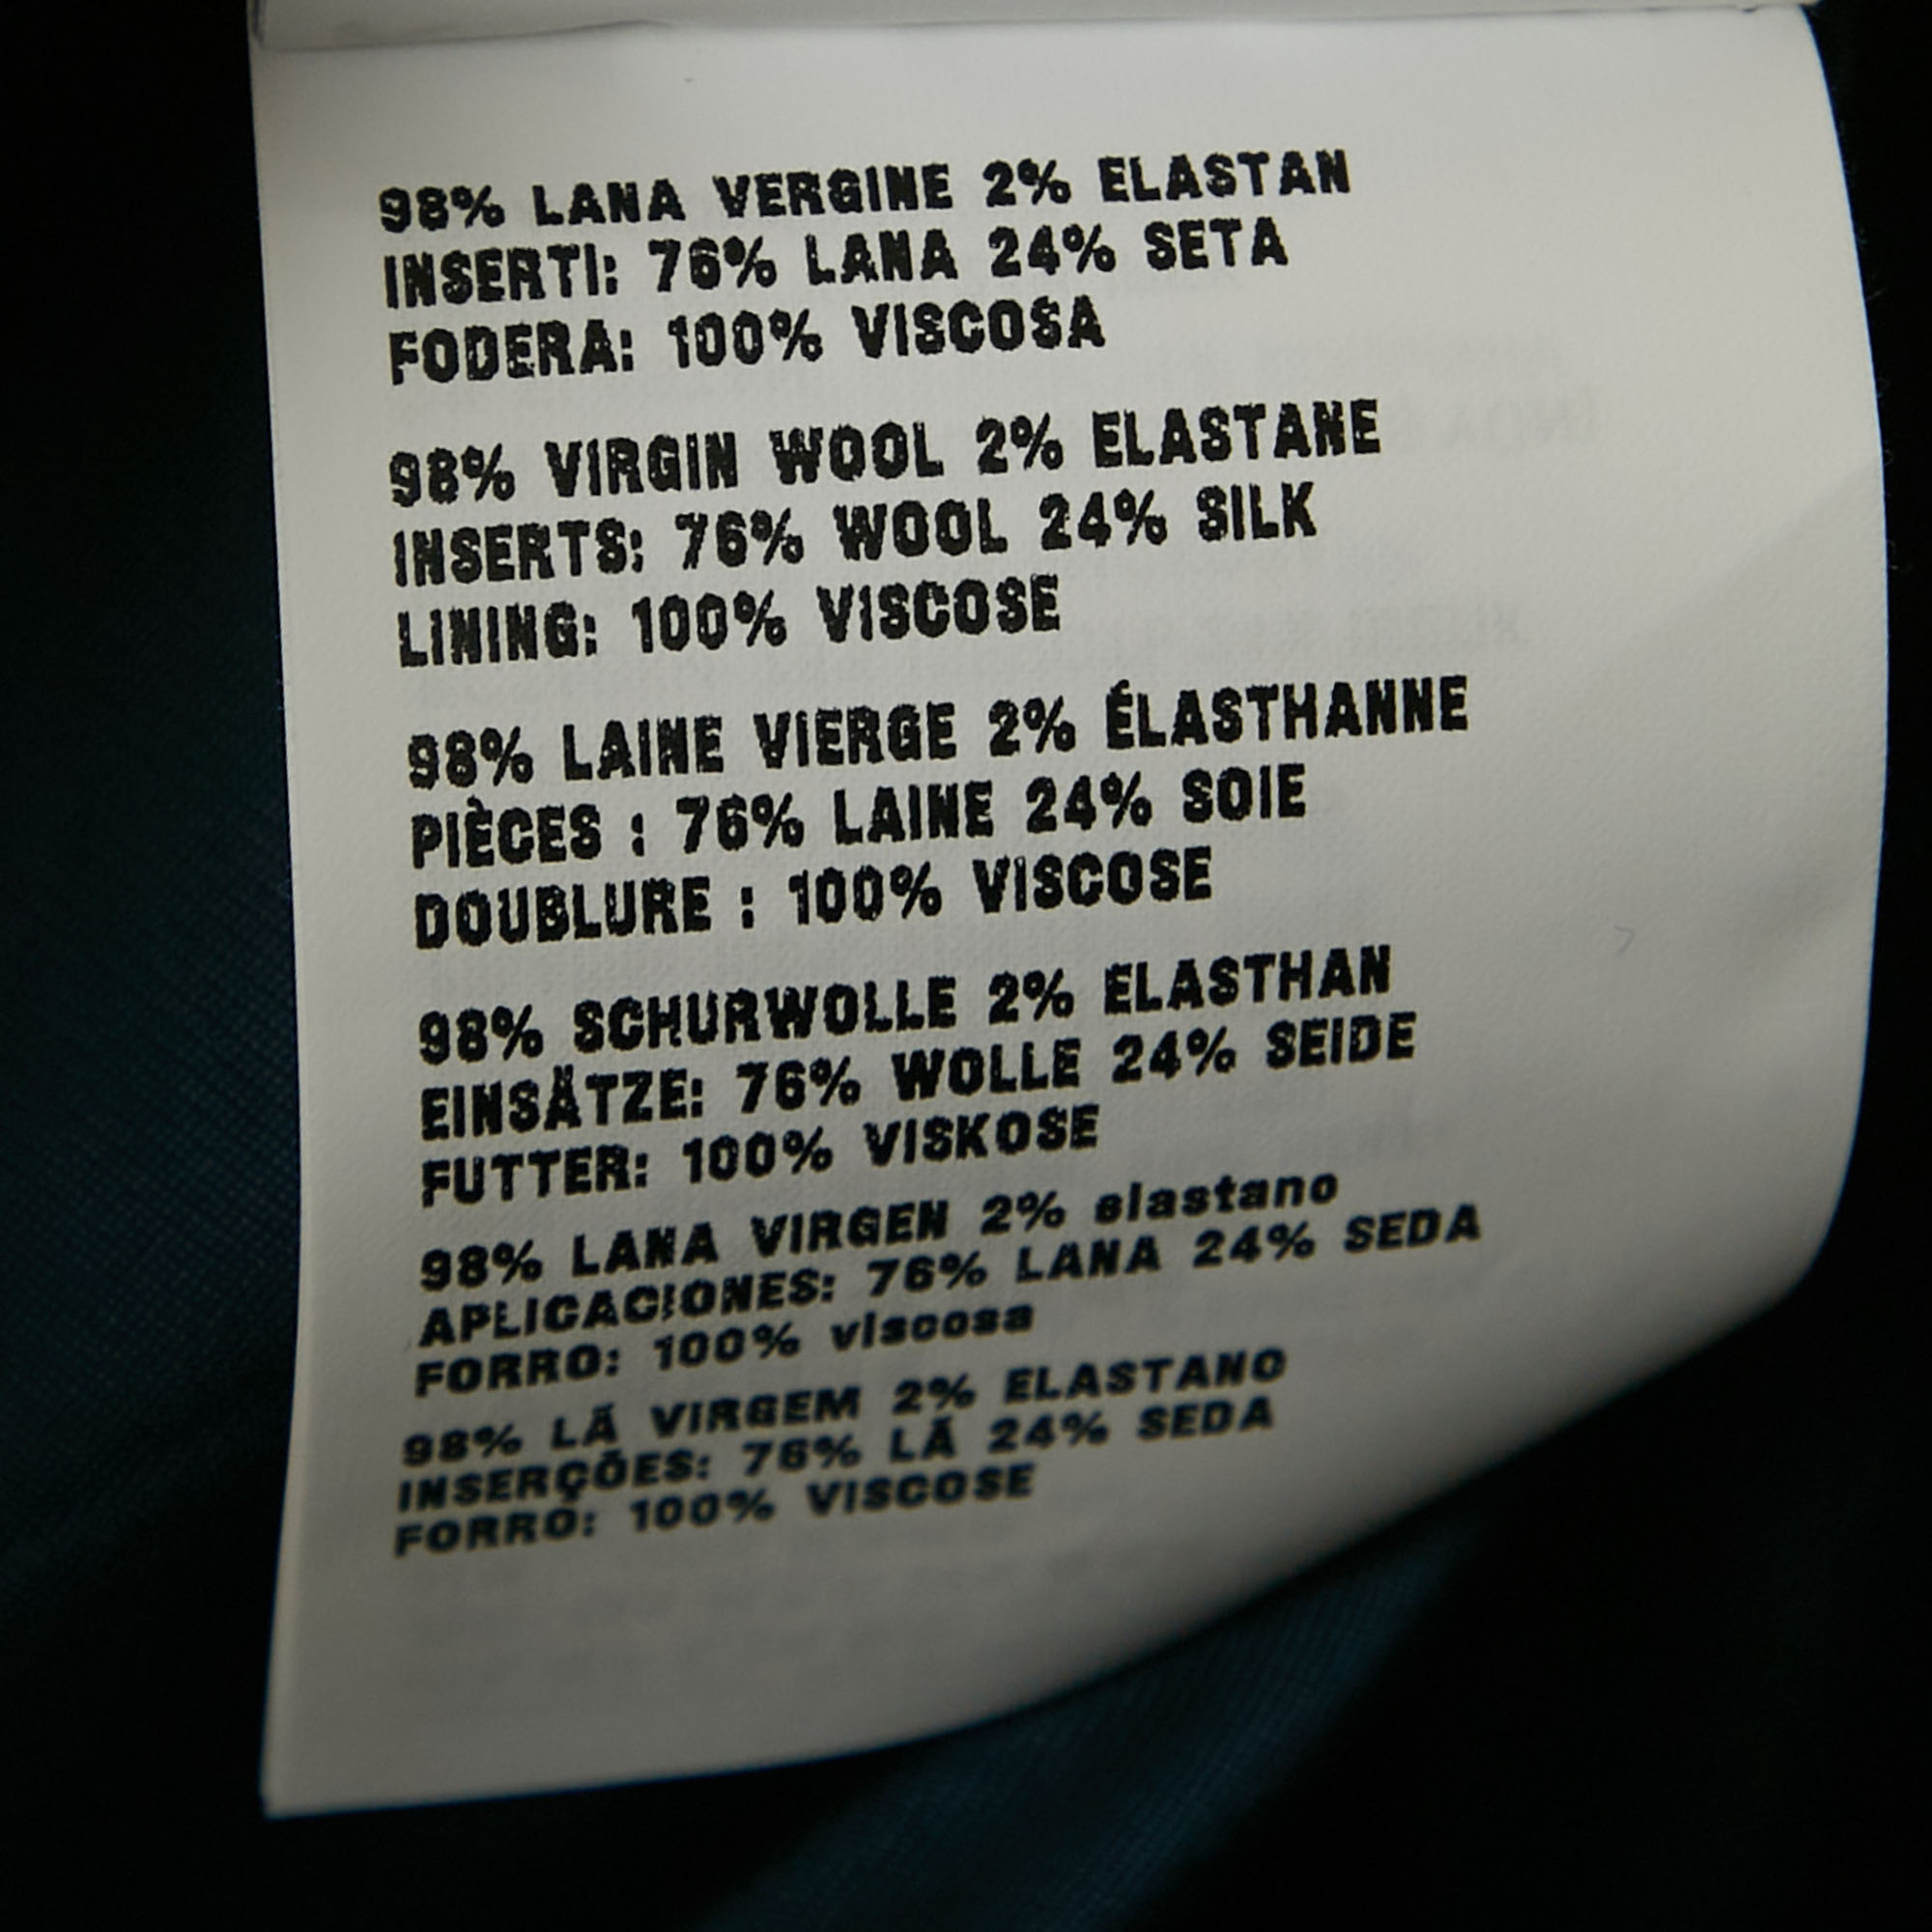 98% LANA VERGINE 2% ELASTAN
INSERTI: 76% LANA 24% SETA
FODERA: 100% VISCOSA
98% VIRGIN WOOL 2% ELASTANE
INSERTS: 76% WOOL 24% SILK
LINING: 100% VISCOSE
98% LAINE VIERGE 2% ÉLASTHANNE
PIÈCES : 76% LAINE 24% SOIE
DOUBLURE : 100% VISCOSE
98% SCHURWOLLE 2% ELASTHAN
EINSÄTZE: 76% WOLLE 24% SEIDE
FUTTER: 100% VISKOSE
98% LANA VIRGEN 2% elastano
APLICACIONES: 76% LANA 24% SEDA
FORRO: 100% viscosa
98% LÃ VIRGEM 2% ELASTANO
INSERÇÕES: 76% LÃ 24% SEDA
FORRO: 100% VISCOSE